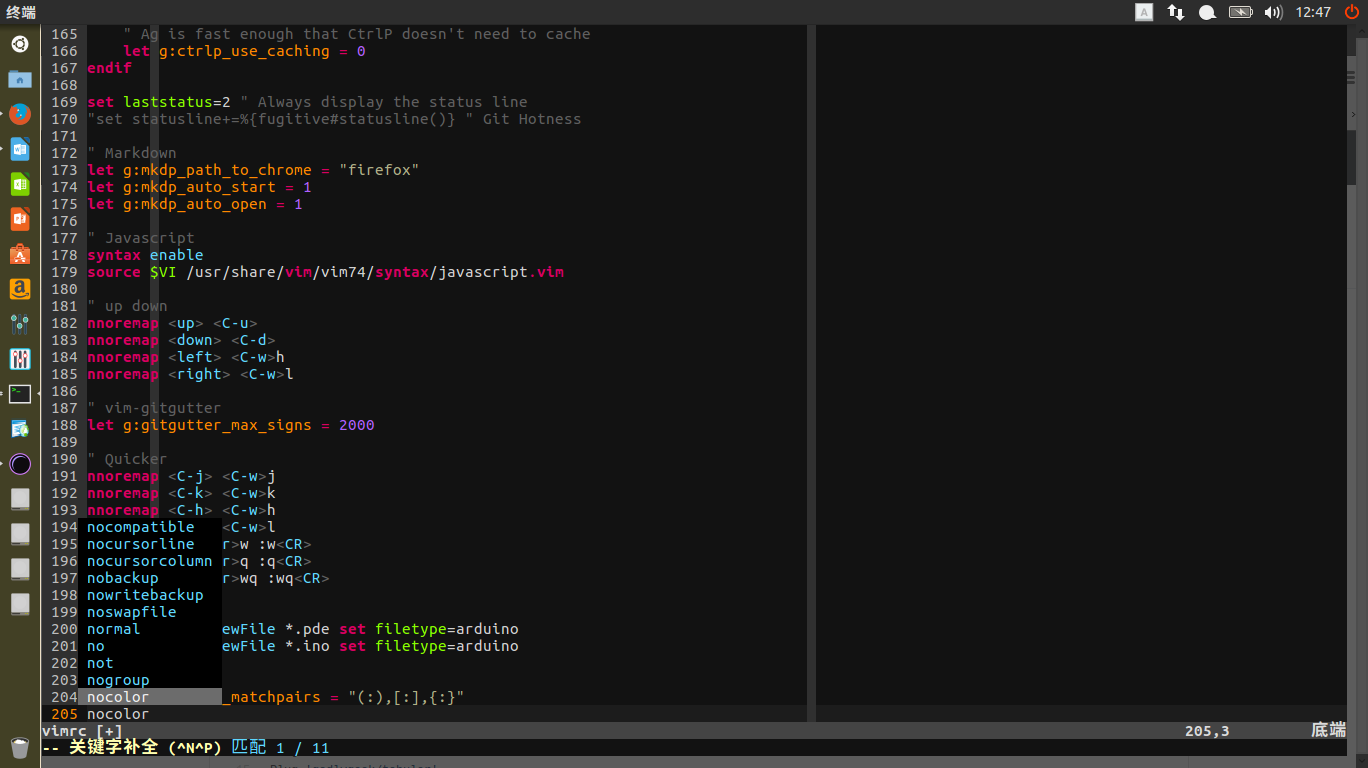 终端
A
12:47
165 " Ag is fast enough that CtrlP doesn't need to cache
166 let g:ctrlp_use_caching = 0
167 endif
168
169 set laststatus=2 " Always display the status line
170 "set statusline+=%{fugitive#statusline()} " Git Hotness
171
172 " Markdown
173 let g:mkdp_path_to_chrome = "firefox"
174 let g:mkdp_auto_start = 1
175 let g:mkdp_auto_open = 1
176
177 " Javascript
178 syntax enable
179 source $VI /usr/share/vim/vim74/syntax/javascript.vim
180
181 " up down
182 nnoremap <up> <C-u>
183 nnoremap <down> <C-d>
184 nnoremap <left> <C-w>h
185 nnoremap <right> <C-w>l
186
187 " vim-gitgutter
188 let g:gitgutter_max_signs = 2000
189
190 " Quicker
191 nnoremap <C-j> <C-w>j
192 nnoremap <C-k> <C-w>k
193 nnoremap <C-h> <C-w>h
194 nocompatible <C-w>l
195 nocursorline r>w :w<CR>
196 nocursorcolumn r>q :q<CR>
197 nobackup r>wq :wq<CR>
198 nowritebackup
199 noswapfile
200 normal ewFile *.pde set filetype=arduino
201 no ewFile *.ino set filetype=arduino
202 not
203 nogroup
204 nocolor _matchpairs = "(:),[:],{:}"
205 nocolor
vimrc [+] 205,3 底端
-- 关键字补全 (^N^P) 匹配 1 / 11